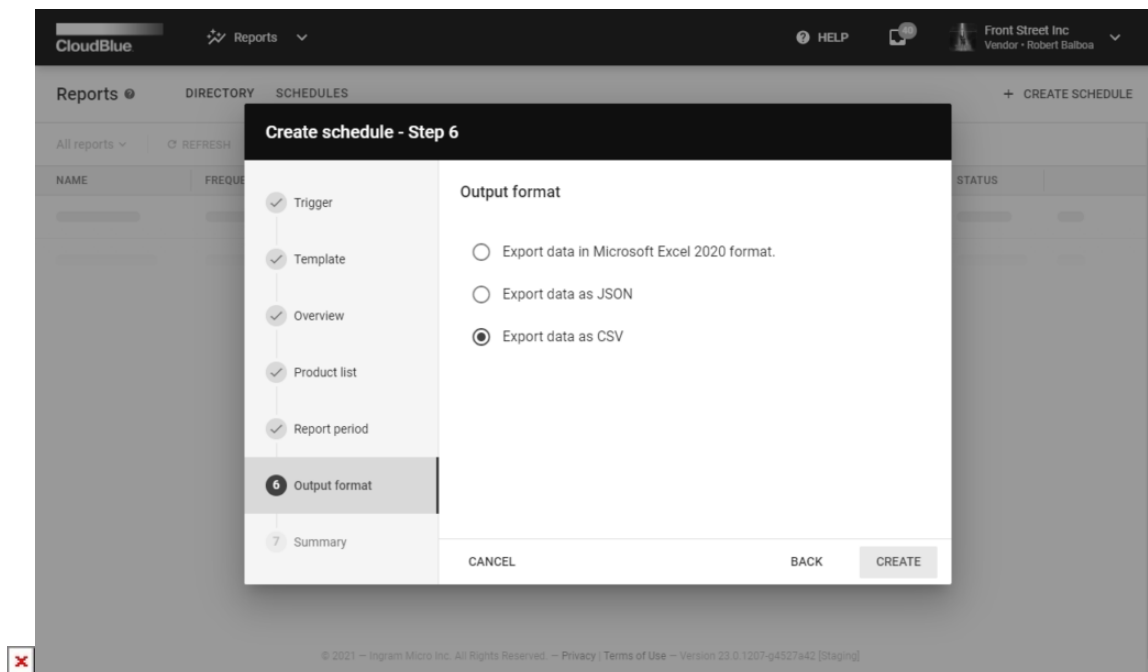 CloudBlue
Reports
HELP
40
Front Street Inc
Vendor • Robert Balboa
Reports
DIRECTORY
SCHEDULES
+ CREATE SCHEDULE
All reports
REFRESH
NAME
FREQUE
STATUS
Create schedule - Step 6
Trigger
Template
Overview
Product list
Report period
6 Output format
7 Summary
Output format
Export data in Microsoft Excel 2020 format.
Export data as JSON
Export data as CSV
CANCEL
BACK
CREATE
© 2021 — Ingram Micro Inc. All Rights Reserved. — Privacy | Terms of Use — Version 23.0.1207-g4527a42 [Staging]